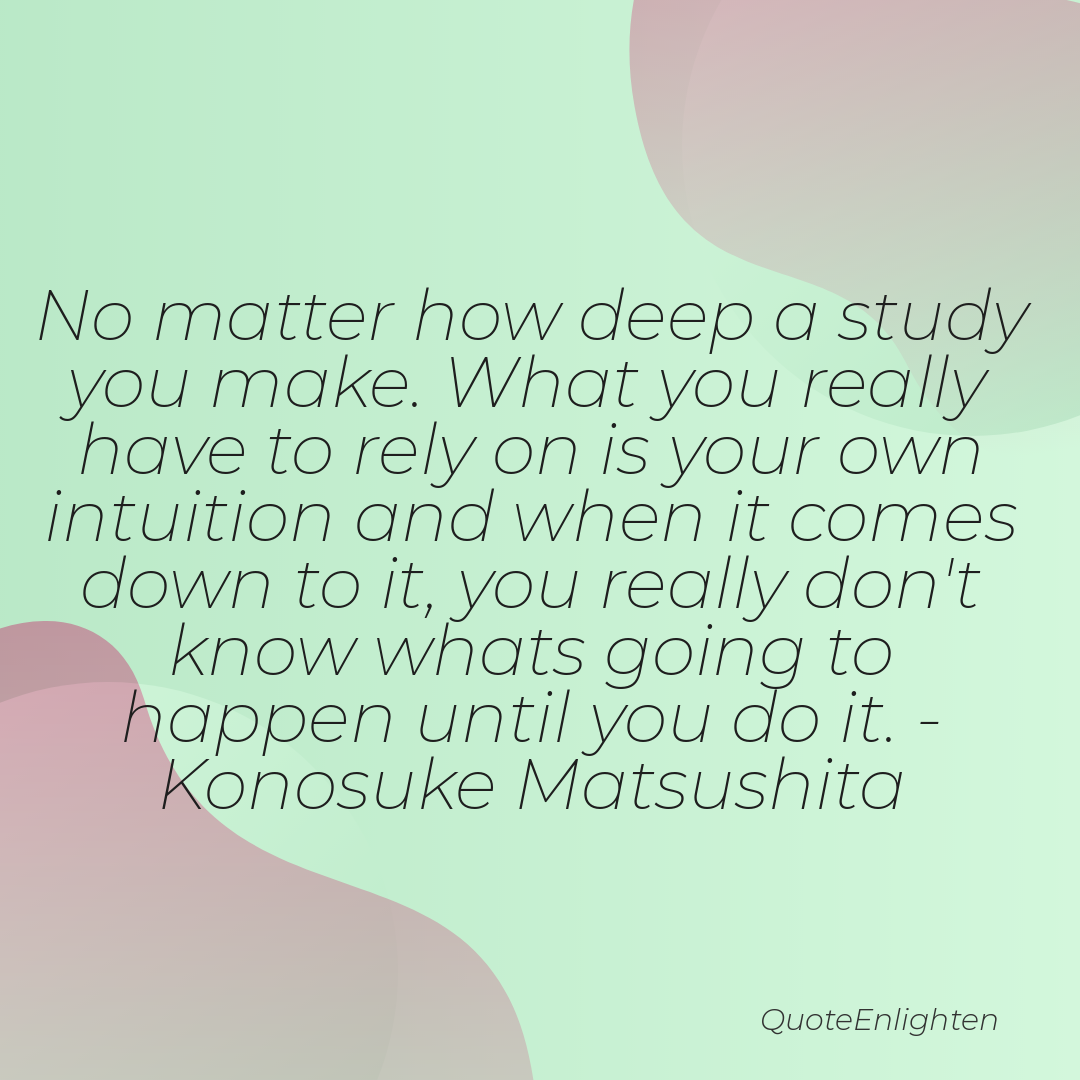 No matter how deep a study
you make. What you really
have to rely on is your own
intuition and when it comes
down to it, you really don't
know whats going to
happen until you do it. -
Konosuke Matsushita
QuoteEnlighten